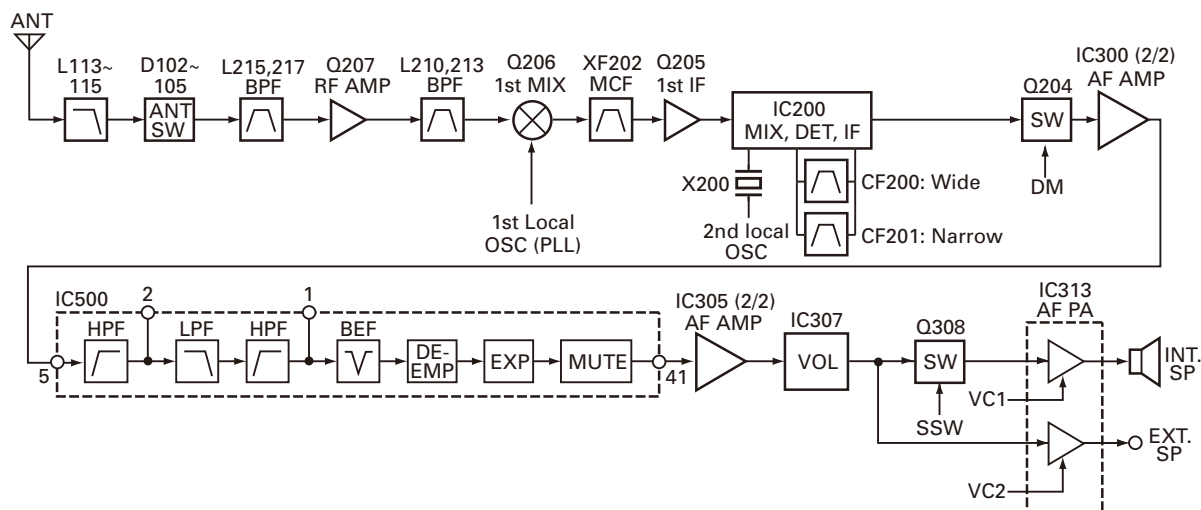 ANT
L113~
115
D102~
105
ANT
SW
L215,217
BPF
Q207
RF AMP
L210,213
BPF
Q206
1st MIX
1st Local
OSC (PLL)
XF202
MCF
Q205
1st IF
IC200
MIX, DET, IF
X200
2nd local
OSC
CF200: Wide
CF201: Narrow
Q204
SW
DM
IC300 (2/2)
AF AMP
IC500
5
HPF
2
LPF
HPF
1
BEF
DE-
EMP
EXP
MUTE
41
IC305 (2/2)
AF AMP
IC307
VOL
Q308
SW
SSW
IC313
AF PA
VC1
INT.
SP
VC2
EXT.
SP